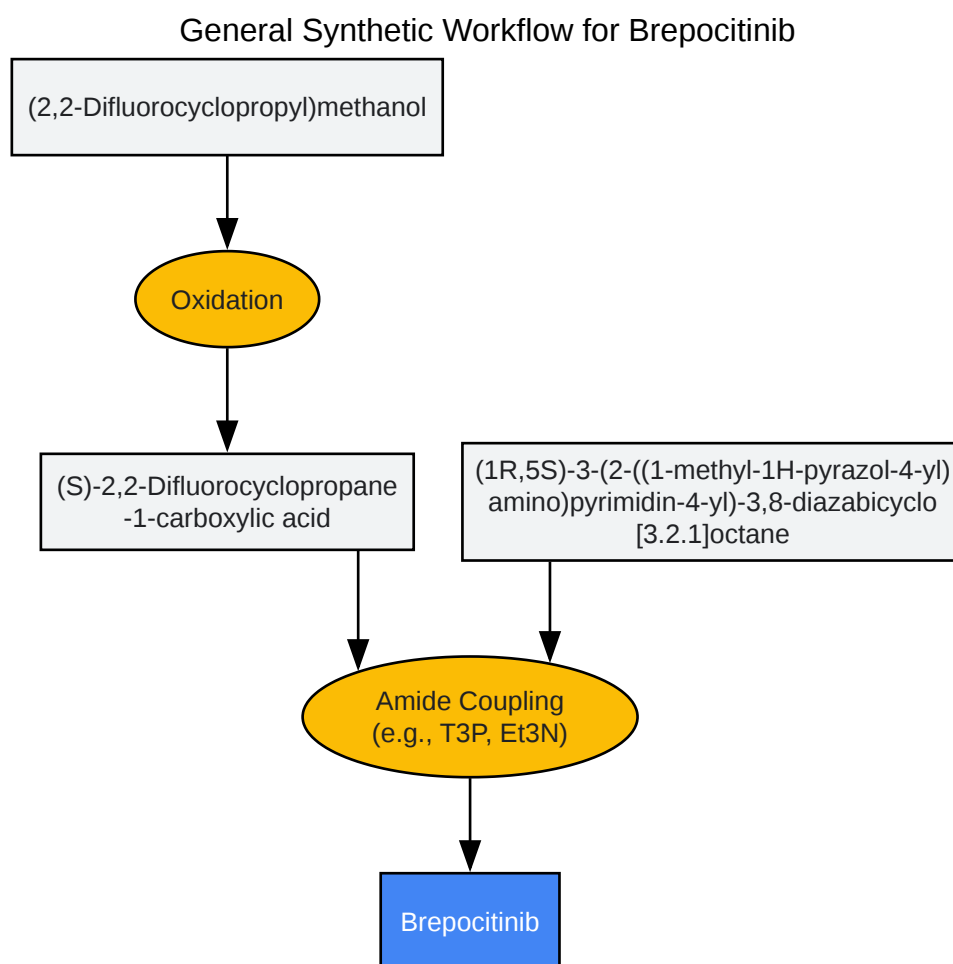 General Synthetic Workflow for Brepocitinib
(2,2-Difluorocyclopropyl)methanol
Oxidation
(S)-2,2-Difluorocyclopropane
-1-carboxylic acid
(1R,5S)-3-(2-((1-methyl-1H-pyrazol-4-yl)
amino)pyrimidin-4-yl)-3,8-diazabicyclo
[3.2.1]octane
Amide Coupling
(e.g., T3P, Et3N)
Brepocitinib